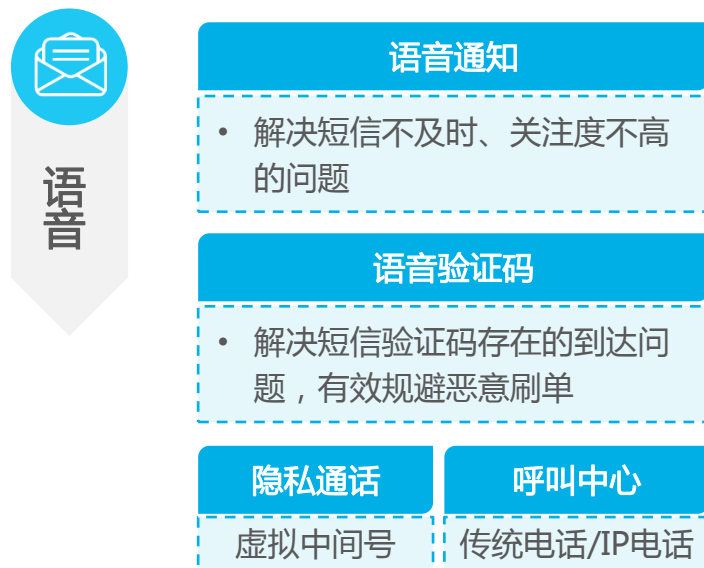 语音
语音通知
• 解决短信不及时、关注度不高
的问题
语音验证码
• 解决短信验证码存在的到达问
题，有效规避恶意刷单
隐私通话
呼叫中心
虚拟中间号
传统电话/IP电话